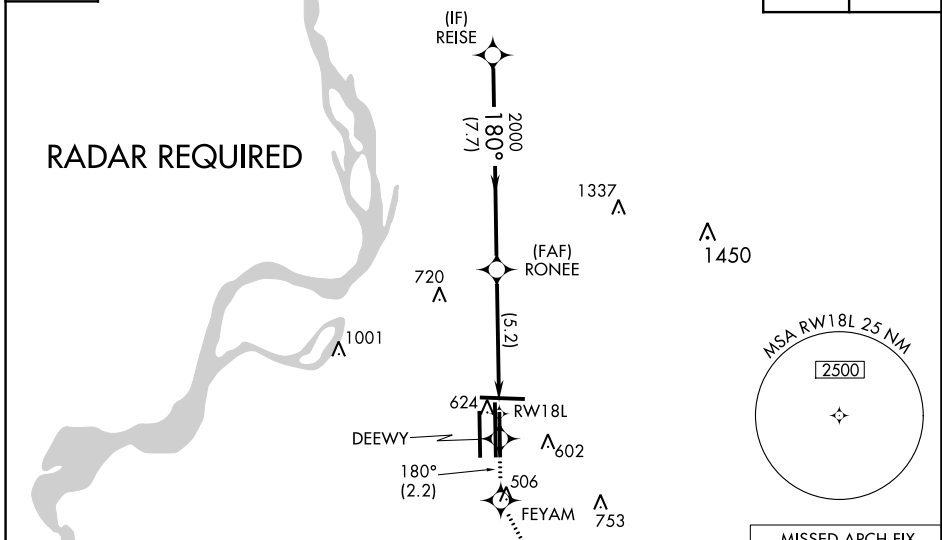 (IF)
REISE
RADAR REQUIRED
2000
180°
(7.7)
1337
1450
(FAF)
RONEE
720
(5.2)
1001
MSA RW18L 25 NM
2500
624
RW18L
DEEWY
602
180°
(2.2)
506
FEYAM
753
MISSED APCH FIX